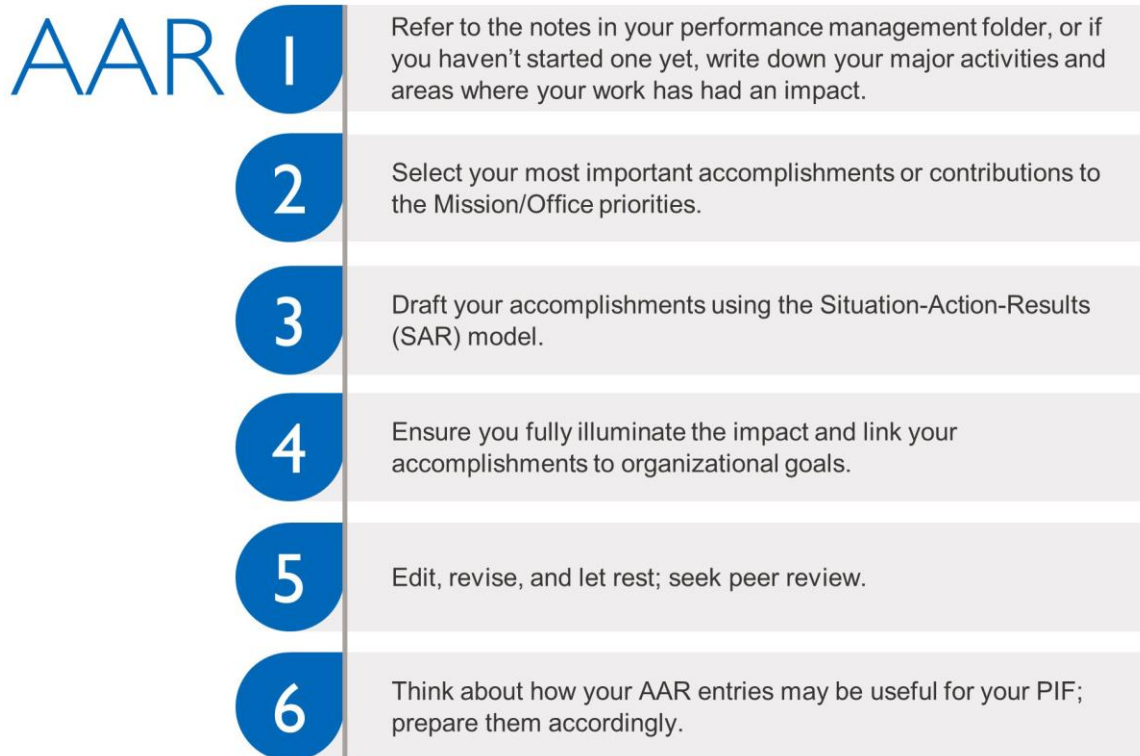 AAR
1
Refer to the notes in your performance management folder, or if
you haven’t started one yet, write down your major activities and
areas where your work has had an impact.
2
Select your most important accomplishments or contributions to
the Mission/Office priorities.
3
Draft your accomplishments using the Situation-Action-Results
(SAR) model.
4
Ensure you fully illuminate the impact and link your
accomplishments to organizational goals.
5
Edit, revise, and let rest; seek peer review.
6
Think about how your AAR entries may be useful for your PIF;
prepare them accordingly.